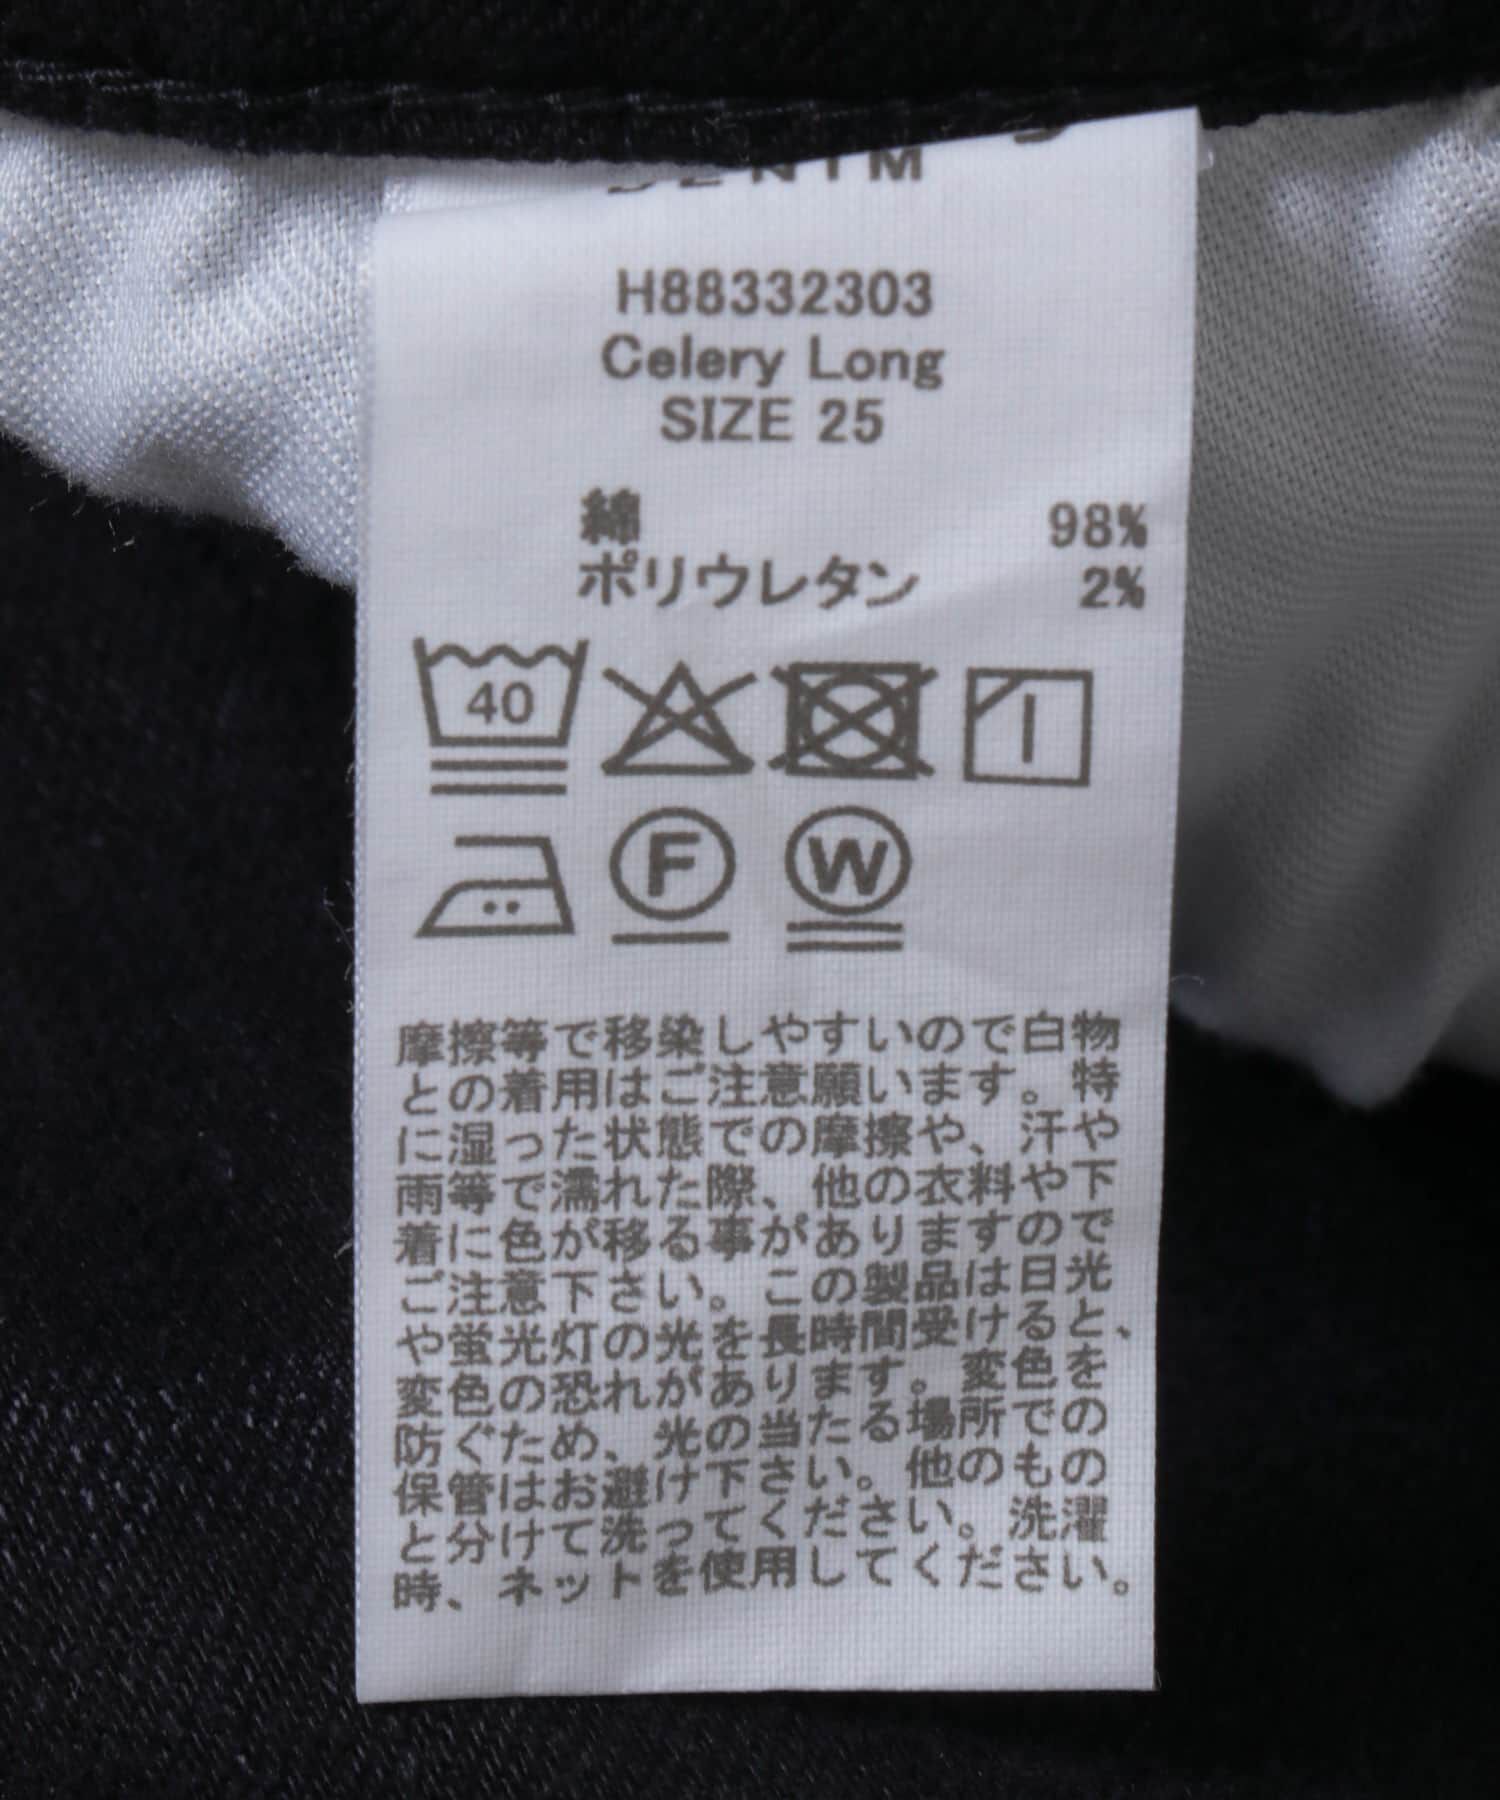 DENIM
H88332303
Celery Long
SIZE 25
綿 98%
ポリウレタン 2%
40
F W
摩擦等で移染しやすいので白物
との着用はご注意願います。特
に湿った状態での摩擦や、汗や
雨等で濡れた際、他の衣料や下
着に色が移る事がありますので
ご注意下さい。この製品は日光
や蛍光灯の光を長時間受けると、
変色の恐れがあります。変色を
防ぐため、光の当たる場所での
保管はお避け下さい。他のもの
と分けて洗ってください。洗濯
時、ネットを使用してください。